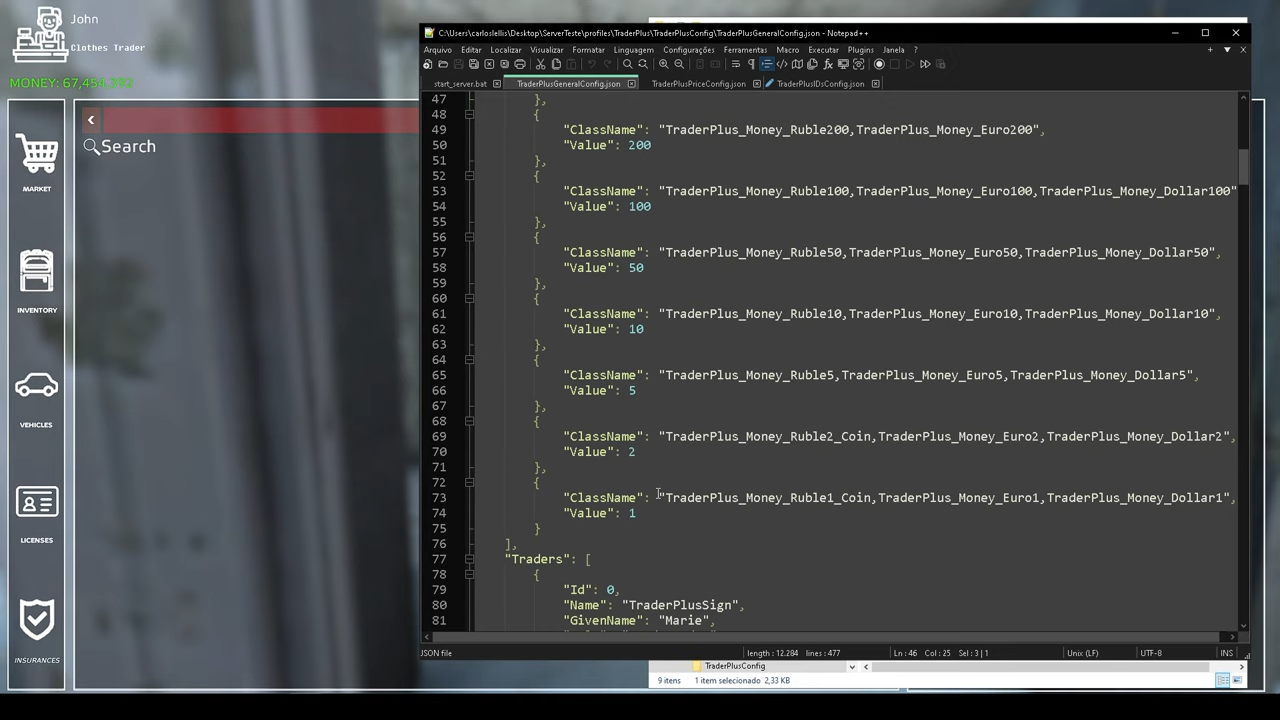 John
Clothes Trader
MONEY: 67,454,392
<
Search
MARKET
INVENTORY
VEHICLES
LICENSES
INSURANCES
C:\Users\carloslellis\Desktop\ServerTeste\profiles\TraderPlus\TraderPlusConfig\TraderPlusGeneralConfig.json - Notepad++
Arquivo Editar Localizar Visualizar Formatar Linguagem Configurações Ferramentas Macro Executar Plugins Janela ?
start_server.bat TraderPlusGeneralConfig.json TraderPlusPriceConfig.json TraderPlusIDsConfig.json
47 },
48 {
49 "ClassName": "TraderPlus_Money_Ruble200,TraderPlus_Money_Euro200",
50 "Value": 200
51 },
52 {
53 "ClassName": "TraderPlus_Money_Ruble100,TraderPlus_Money_Euro100,TraderPlus_Money_Dollar100"
54 "Value": 100
55 },
56 {
57 "ClassName": "TraderPlus_Money_Ruble50,TraderPlus_Money_Euro50,TraderPlus_Money_Dollar50",
58 "Value": 50
59 },
60 {
61 "ClassName": "TraderPlus_Money_Ruble10,TraderPlus_Money_Euro10,TraderPlus_Money_Dollar10",
62 "Value": 10
63 },
64 {
65 "ClassName": "TraderPlus_Money_Ruble5,TraderPlus_Money_Euro5,TraderPlus_Money_Dollar5",
66 "Value": 5
67 },
68 {
69 "ClassName": "TraderPlus_Money_Ruble2_Coin,TraderPlus_Money_Euro2,TraderPlus_Money_Dollar2",
70 "Value": 2
71 },
72 {
73 "ClassName": "TraderPlus_Money_Ruble1_Coin,TraderPlus_Money_Euro1,TraderPlus_Money_Dollar1",
74 "Value": 1
75 }
76 ],
77 "Traders": [
78 {
79 "Id": 0,
80 "Name": "TraderPlusSign",
81 "GivenName": "Marie",
JSON file length : 12.284 lines : 477 Ln : 46 Col : 25 Sel : 3 | 1 Unix (LF) UTF-8 INS
TraderPlusConfig
9 itens 1 item selecionado 2,33 KB